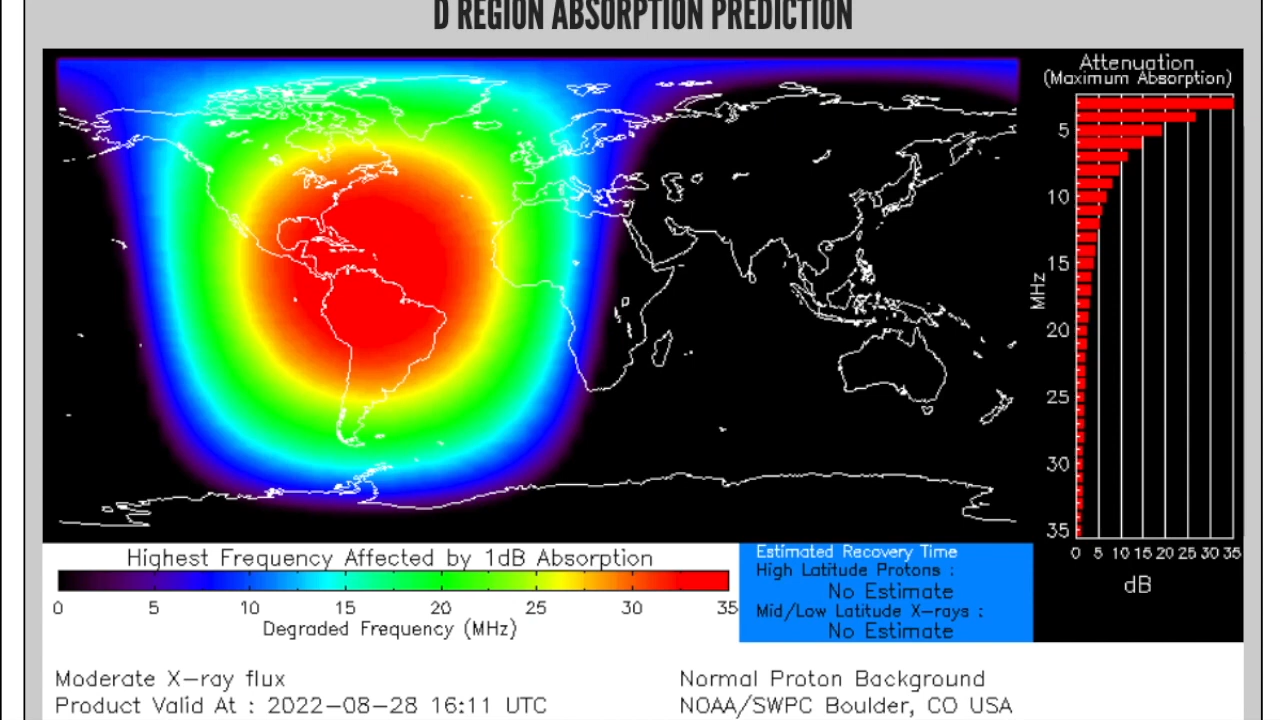 D REGION ABSORPTION PREDICTION
Attenuation
(Maximum Absorption)
5
10
15
20
25
30
35
MHz
0 5 10 15 20 25 30 35
dB
Highest Frequency Affected by 1dB Absorption
0 5 10 15 20 25 30 35
Degraded Frequency (MHz)
Estimated Recovery Time
High Latitude Protons :
No Estimate
Mid/Low Latitude X-rays :
No Estimate
Moderate X-ray flux
Product Valid At : 2022-08-28 16:11 UTC
Normal Proton Background
NOAA/SWPC Boulder, CO USA